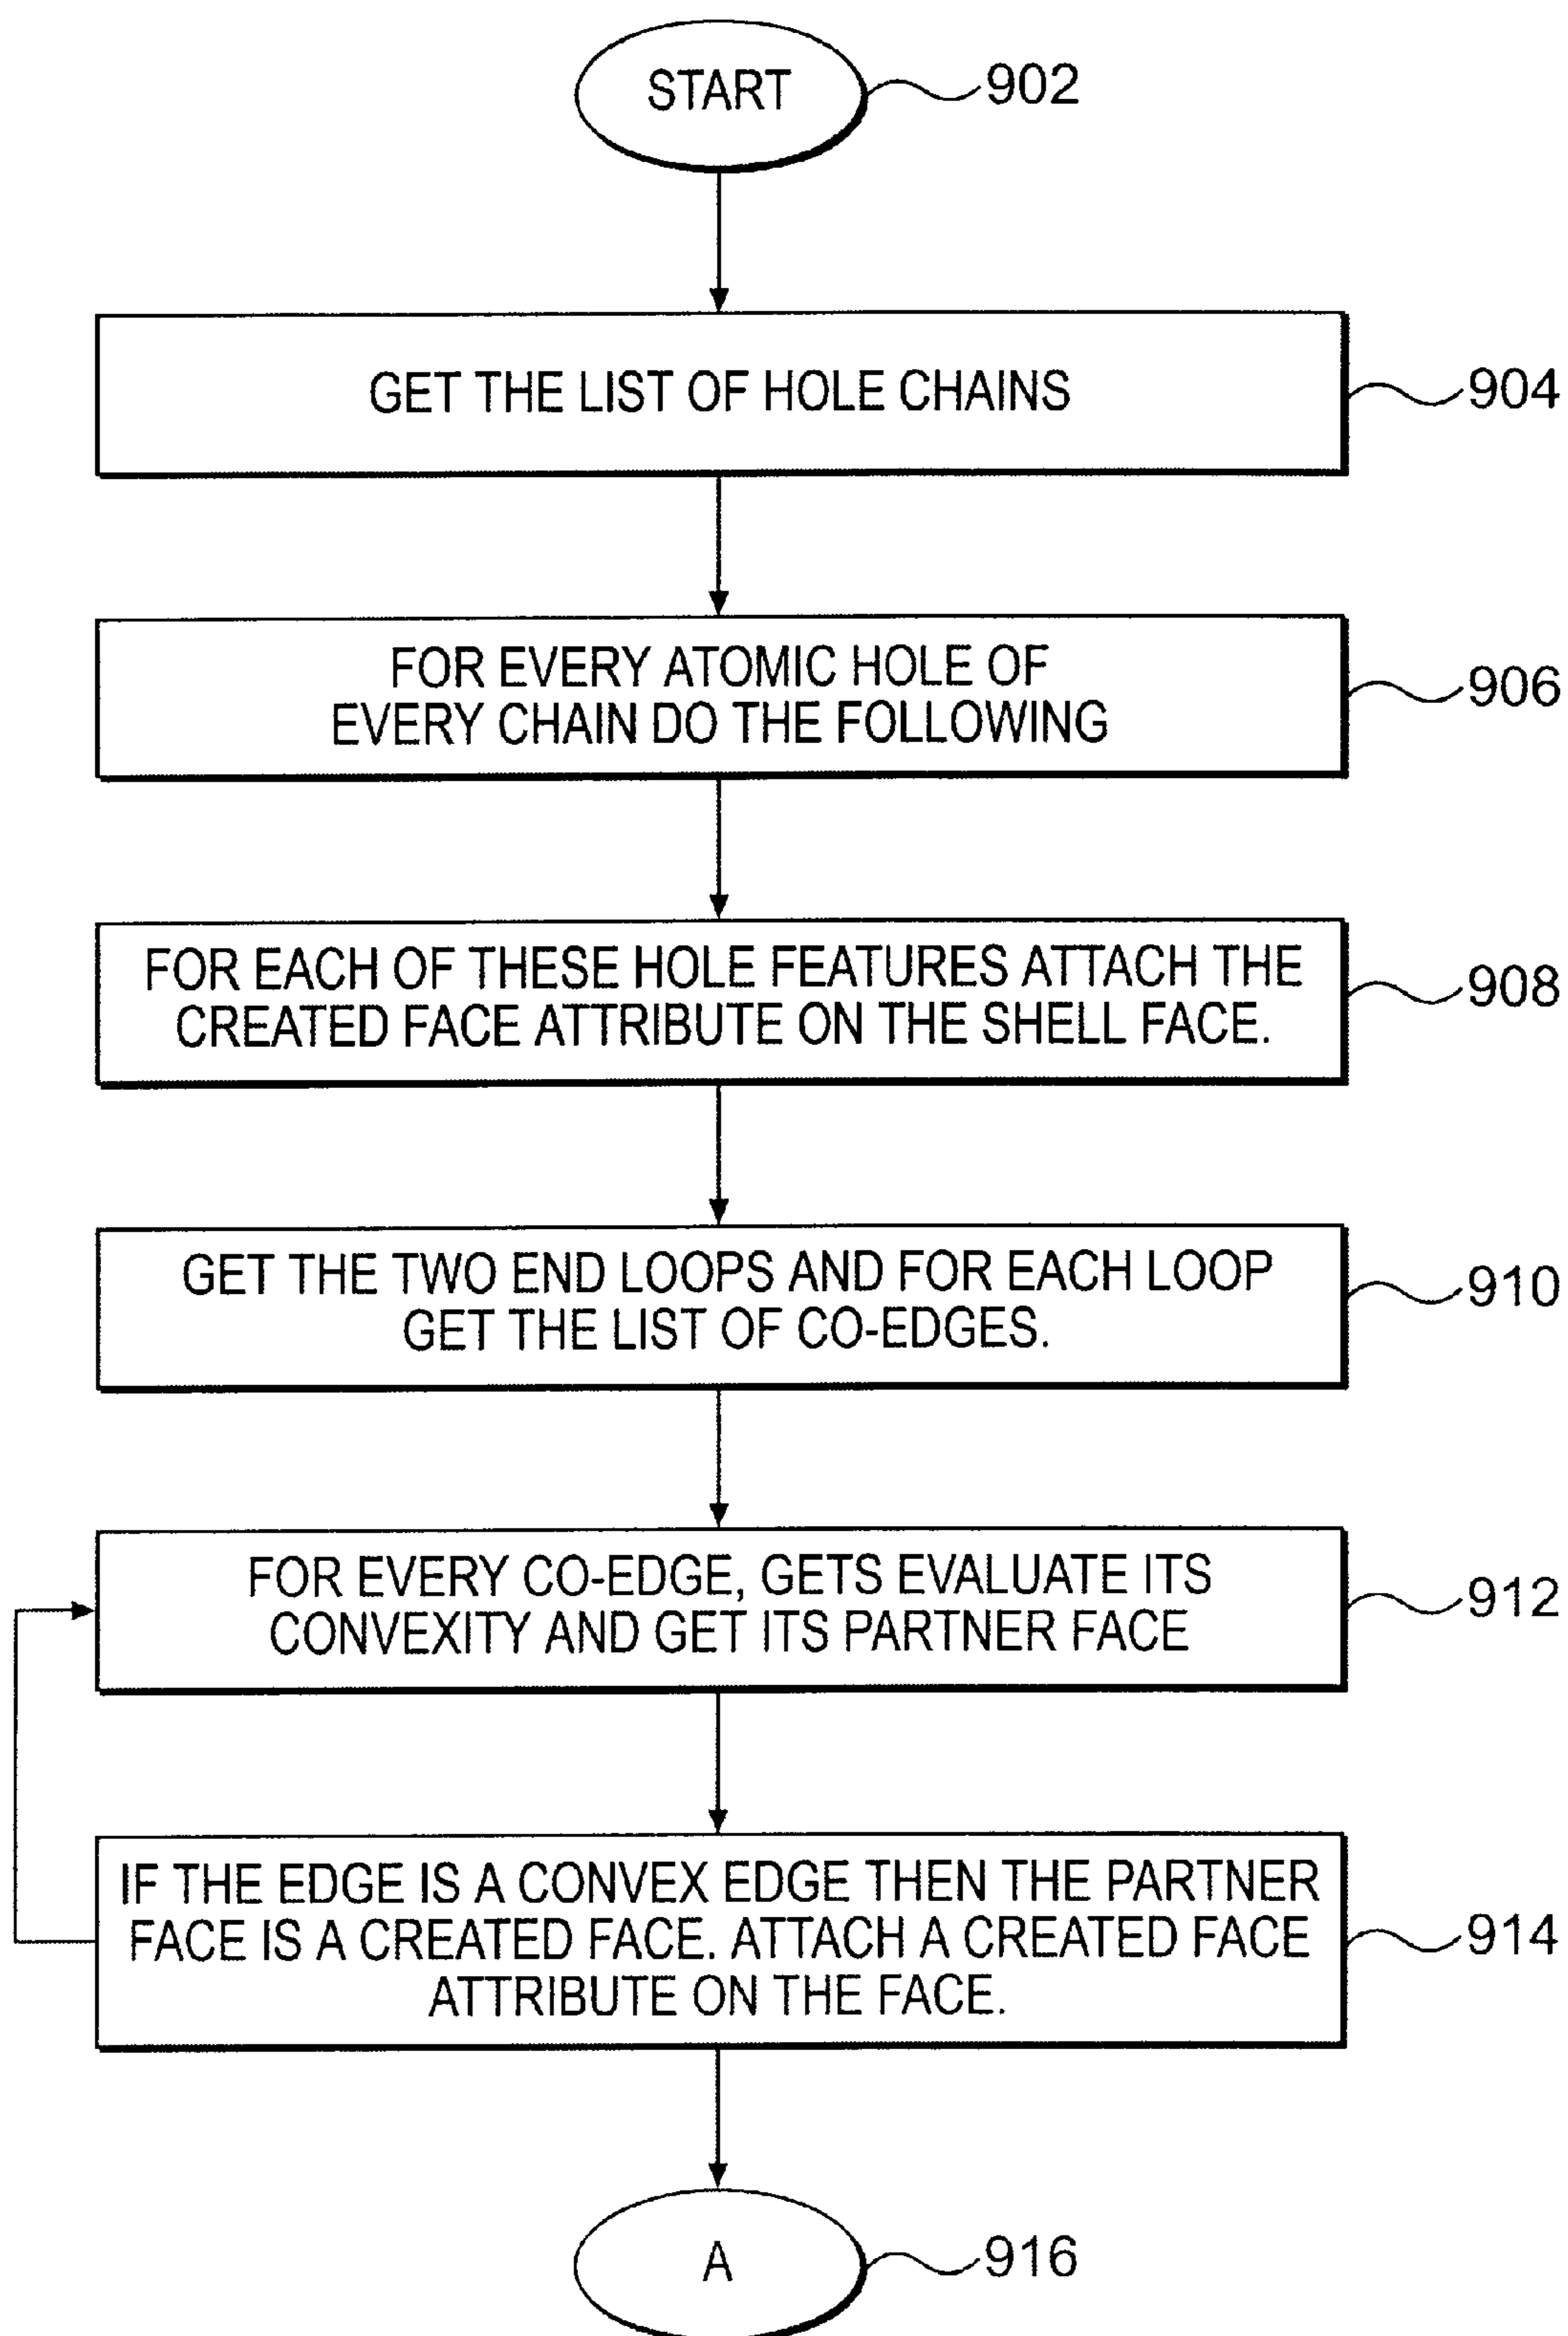 START
902
GET THE LIST OF HOLE CHAINS
904
FOR EVERY ATOMIC HOLE OF
EVERY CHAIN DO THE FOLLOWING
906
FOR EACH OF THESE HOLE FEATURES ATTACH THE
CREATED FACE ATTRIBUTE ON THE SHELL FACE.
908
GET THE TWO END LOOPS AND FOR EACH LOOP
GET THE LIST OF CO-EDGES.
910
FOR EVERY CO-EDGE, GETS EVALUATE ITS
CONVEXITY AND GET ITS PARTNER FACE
912
IF THE EDGE IS A CONVEX EDGE THEN THE PARTNER
FACE IS A CREATED FACE. ATTACH A CREATED FACE
ATTRIBUTE ON THE FACE.
914
A
916